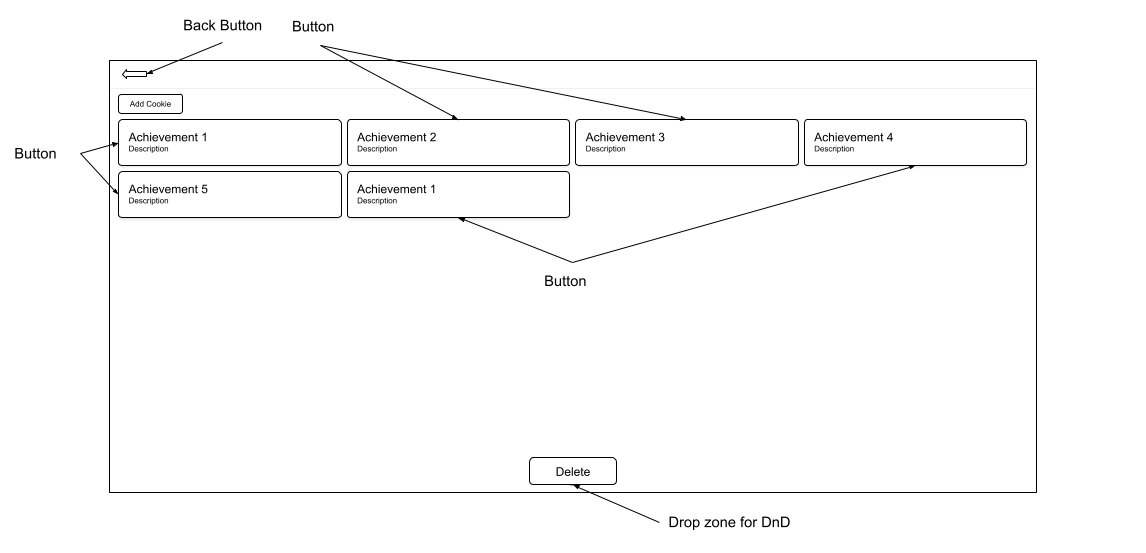 Back Button
Button
Add Cookie
Achievement 1
Description
Achievement 2
Description
Achievement 3
Description
Achievement 4
Description
Button
Achievement 5
Description
Achievement 1
Description
Button
Delete
Drop zone for DnD